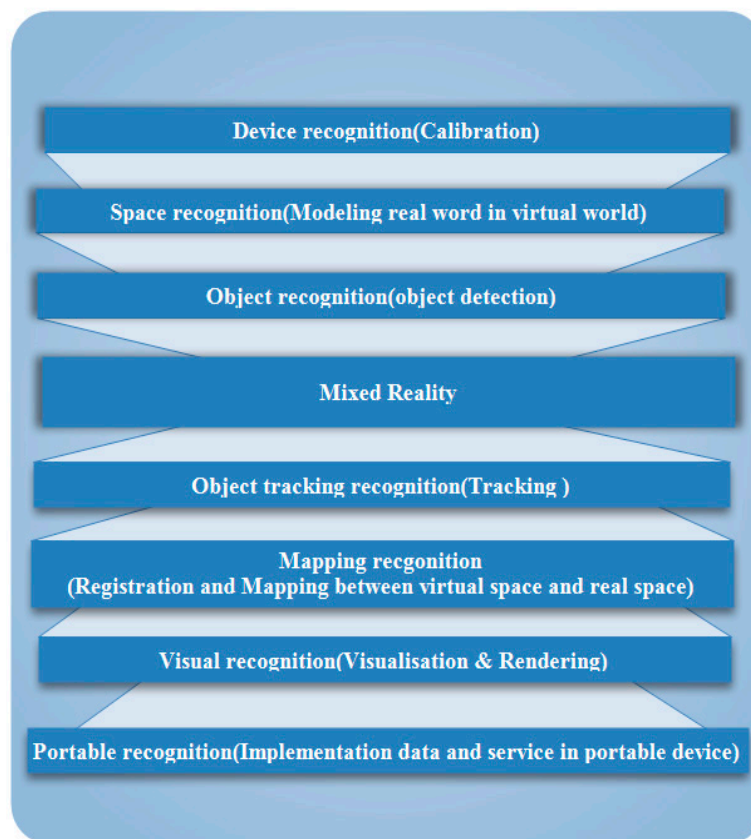 Device recognition(Calibration)
Space recognition(Modeling real word in virtual world)
Object recognition(object detection)
Mixed Reality
Object tracking recognition(Tracking )
Mapping recgonition
(Registration and Mapping between virtual space and real space)
Visual recognition(Visualisation & Rendering)
Portable recognition(Implementation data and service in portable device)